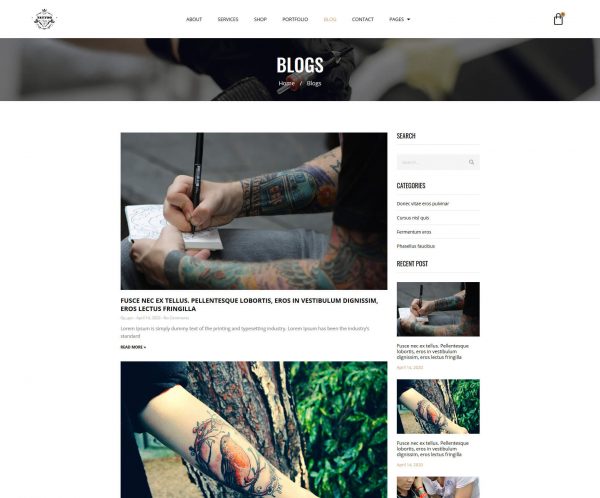 TATTOO
ABOUT
SERVICES
SHOP
PORTFOLIO
BLOG
CONTACT
PAGES
BLOGS
Home / Blogs
SEARCH
Search...
CATEGORIES
Donec vitae eros pulvinar
Cursus nisl quis
Fermentum eros
Phasellus faucibus
RECENT POST
Fusce nec ex tellus. Pellentesque
lobortis, eros in vestibulum
dignissim, eros lectus fringilla
April 14, 2020
Fusce nec ex tellus. Pellentesque
lobortis, eros in vestibulum
dignissim, eros lectus fringilla
April 14, 2020
FUSCE NEC EX TELLUS. PELLENTESQUE LOBORTIS, EROS IN VESTIBULUM DIGNISSIM,
EROS LECTUS FRINGILLA
April 14, 2020 · No Comments
Lorem Ipsum is simply dummy text of the printing and typesetting industry. Lorem Ipsum has been the industry's
standard
READ MORE »